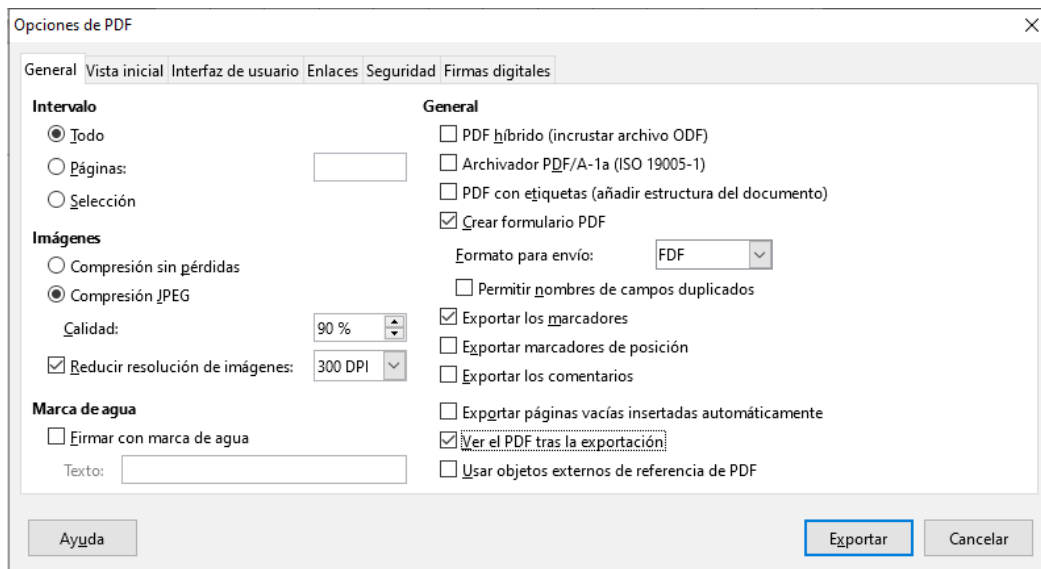 Opciones de PDF
General Vista inicial Interfaz de usuario Enlaces Seguridad Firmas digitales
Intervalo
Todo
Páginas:
Selección
Imágenes
Compresión sin pérdidas
Compresión JPEG
Calidad: 90 %
Reducir resolución de imágenes: 300 DPI
Marca de agua
Firmar con marca de agua
Texto:
General
PDF híbrido (incrustar archivo ODF)
Archivador PDF/A-1a (ISO 19005-1)
PDF con etiquetas (añadir estructura del documento)
Crear formulario PDF
Formato para envío: FDF
Permitir nombres de campos duplicados
Exportar los marcadores
Exportar marcadores de posición
Exportar los comentarios
Exportar páginas vacías insertadas automáticamente
Ver el PDF tras la exportación
Usar objetos externos de referencia de PDF
Ayuda Exportar Cancelar